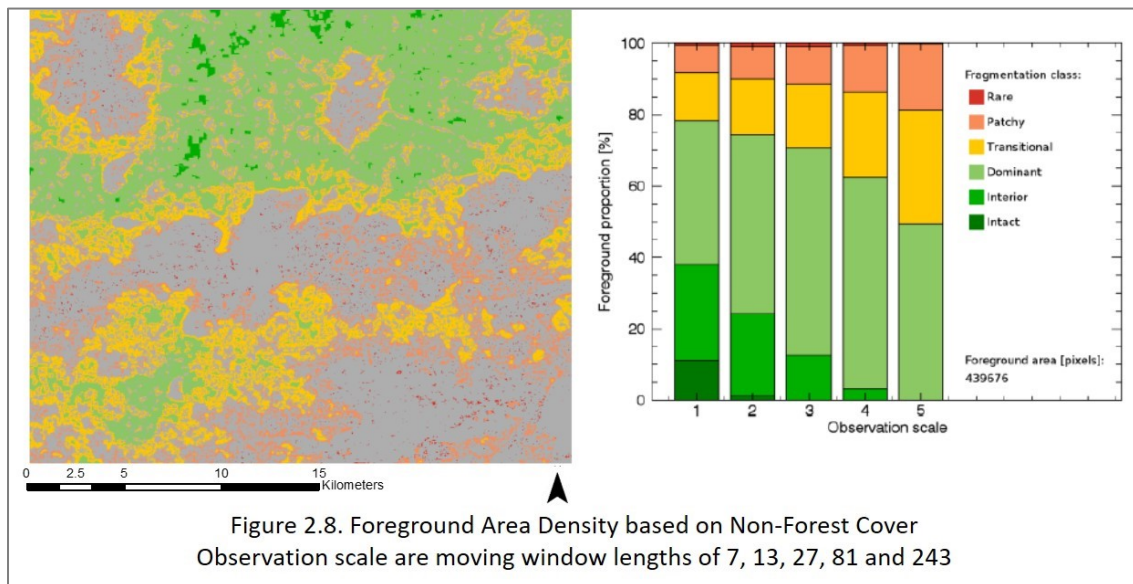 100
80
60
40
20
0
Foreground proportion [%]
1 2 3 4 5
Observation scale
Fragmentation class:
Rare
Patchy
Transitional
Dominant
Interior
Intact
Foreground area [pixels]:
439676
0 2.5 5 10 15
Kilometers
Figure 2.8. Foreground Area Density based on Non-Forest Cover
Observation scale are moving window lengths of 7, 13, 27, 81 and 243